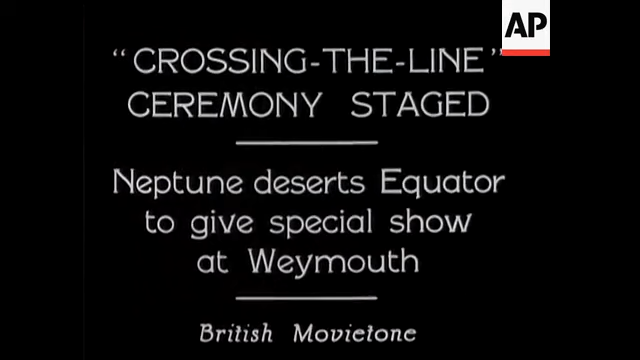 AP
"CROSSING-THE-LINE"
CEREMONY STAGED
Neptune deserts Equator
to give special show
at Weymouth
British Movietone